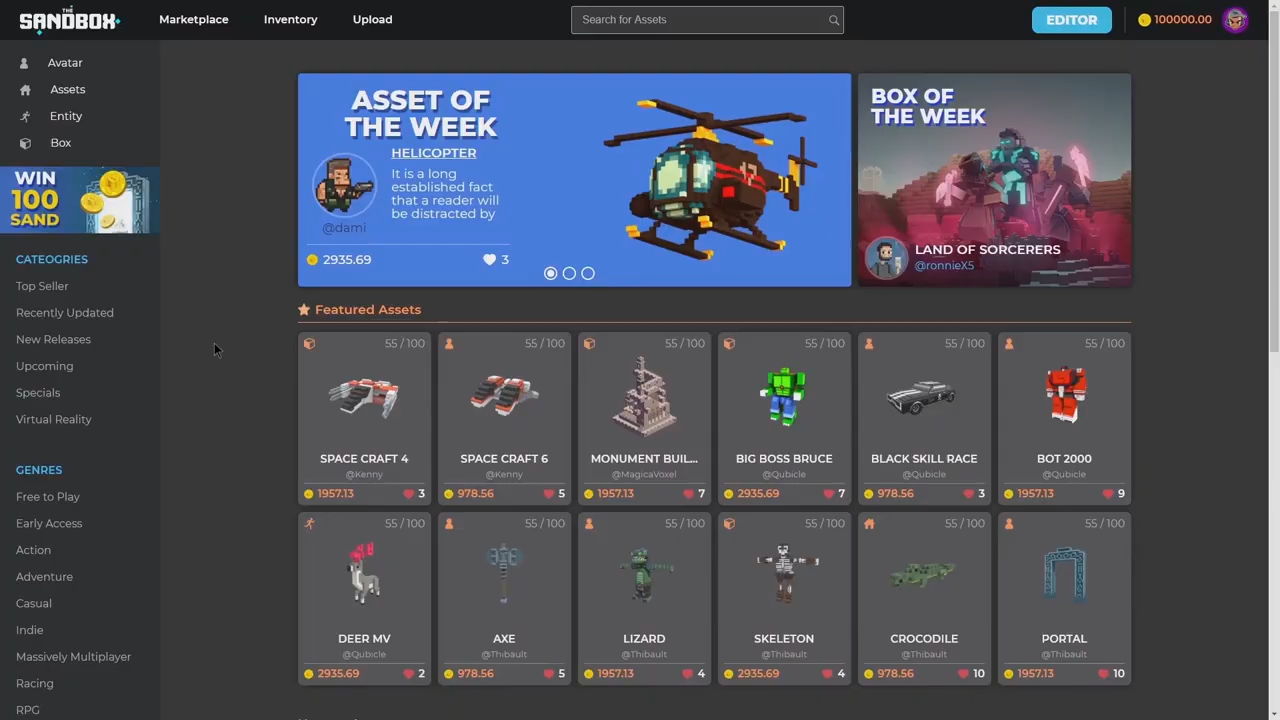 THE
SANDBOX
Marketplace
Inventory
Upload
Search for Assets
EDITOR
100000.00
Avatar
Assets
Entity
Box
WIN
100
SAND
CATEOGRIES
Top Seller
Recently Updated
New Releases
Upcoming
Specials
Virtual Reality
GENRES
Free to Play
Early Access
Action
Adventure
Casual
Indie
Massively Multiplayer
Racing
RPG
ASSET OF
THE WEEK
HELICOPTER
It is a long
established fact
that a reader will
be distracted by
@dami
2935.69
3
BOX OF
THE WEEK
LAND OF SORCERERS
@ronnieX5
Featured Assets
55 / 100
SPACE CRAFT 4
@Kenny
1957.13
3
55 / 100
SPACE CRAFT 6
@Kenny
978.56
5
55 / 100
MONUMENT BUIL...
@MagicaVoxel
1957.13
7
55 / 100
BIG BOSS BRUCE
@Qubicle
2935.69
7
55 / 100
BLACK SKILL RACE
@Qubicle
978.56
3
55 / 100
BOT 2000
@Qubicle
1957.13
9
55 / 100
DEER MV
@Qubicle
2935.69
2
55 / 100
AXE
@Thibault
978.56
5
55 / 100
LIZARD
@Thibault
1957.13
4
55 / 100
SKELETON
@Thibault
2935.69
4
55 / 100
CROCODILE
@Thibault
978.56
10
55 / 100
PORTAL
@Thibault
1957.13
10